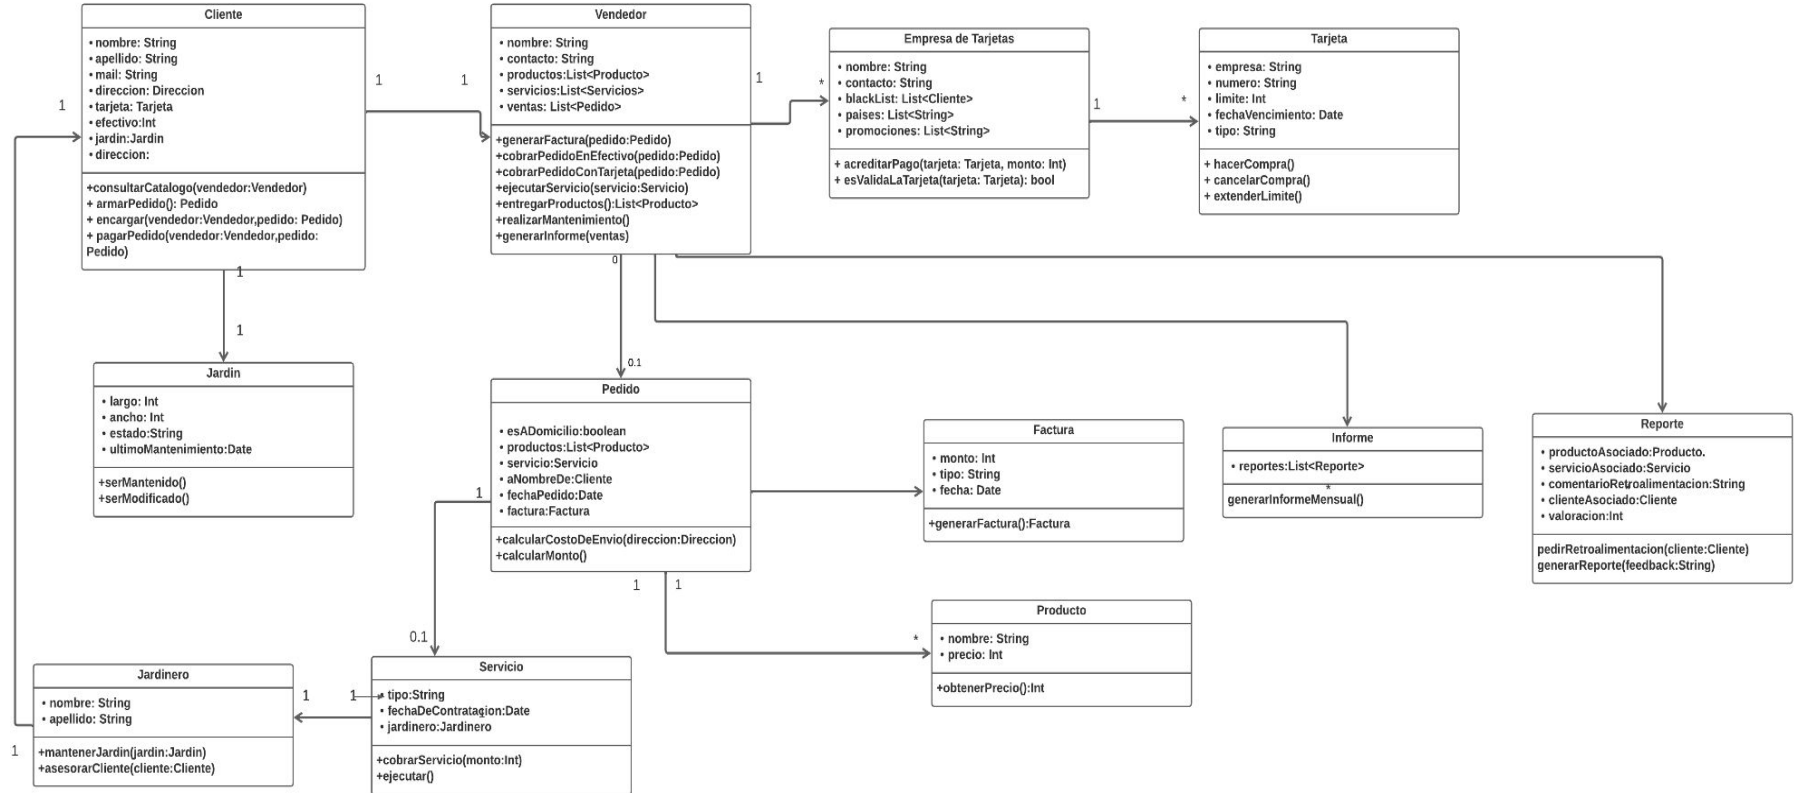 Cliente
• nombre: String
• apellido: String
• mail: String
• direccion: Direccion
• tarjeta: Tarjeta
• efectivo:Int
• jardin:Jardin
• direccion:
+consultarCatalogo(vendedor:Vendedor)
+ armarPedido(): Pedido
+ encargar(vendedor:Vendedor,pedido: Pedido)
+ pagarPedido(vendedor:Vendedor,pedido:
Pedido)
1
1
1
Vendedor
• nombre: String
• contacto: String
• productos:List<Producto>
• servicios:List<Servicios>
• ventas: List<Pedido>
+generarFactura(pedido:Pedido)
+cobrarPedidoEnEfectivo(pedido:Pedido)
+cobrarPedidoConTarjeta(pedido:Pedido)
+ejecutarServicio(servicio:Servicio)
+entregarProductos():List<Producto>
+realizarMantenimiento()
+generarInforme(ventas)
1
*
Empresa de Tarjetas
• nombre: String
• contacto: String
• blackList: List<Cliente>
• paises: List<String>
• promociones: List<String>
+ acreditarPago(tarjeta: Tarjeta, monto: Int)
+ esValidaLaTarjeta(tarjeta: Tarjeta): bool
1
*
Tarjeta
• empresa: String
• numero: String
• limite: Int
• fechaVencimiento: Date
• tipo: String
+ hacerCompra()
+ cancelarCompra()
+ extenderLimite()
1
1
0
0.1
Jardin
• largo: Int
• ancho: Int
• estado:String
• ultimoMantenimiento:Date
+serMantenido()
+serModificado()
Pedido
• esADomicilio:boolean
• productos:List<Producto>
• servicio:Servicio
• aNombreDe:Cliente
• fechaPedido:Date
• factura:Factura
+calcularCostoDeEnvio(direccion:Direccion)
+calcularMonto()
1
1
1
0.1
*
Factura
• monto: Int
• tipo: String
• fecha: Date
+generarFactura():Factura
Informe
• reportes:List<Reporte>
*
generarInformeMensual()
Reporte
• productoAsociado:Producto.
• servicioAsociado:Servicio
• comentarioRetroalimentacion:String
• clienteAsociado:Cliente
• valoracion:Int
pedirRetroalimentacion(cliente:Cliente)
generarReporte(feedback:String)
Producto
• nombre: String
• precio: Int
+obtenerPrecio():Int
Jardinero
• nombre: String
• apellido: String
+mantenerJardin(jardin:Jardin)
+asesorarCliente(cliente:Cliente)
1
1
1
Servicio
• tipo:String
• fechaDeContratacion:Date
• jardinero:Jardinero
+cobrarServicio(monto:Int)
+ejecutar()